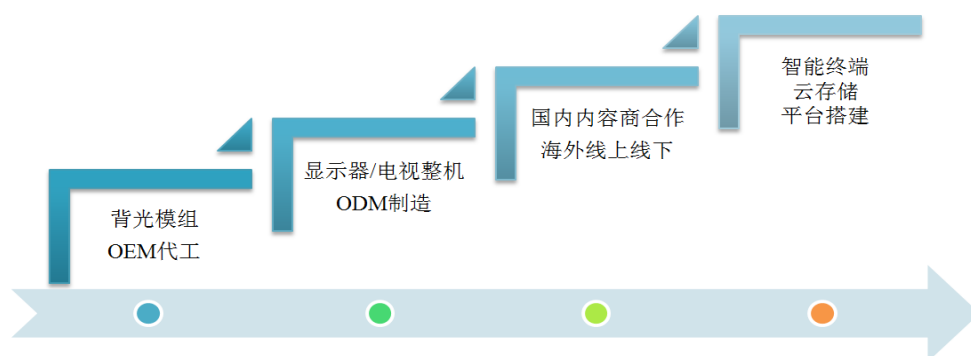 背光模组
OEM代工
显示器/电视整机
ODM制造
国内内容商合作
海外线上线下
智能终端
云存储
平台搭建